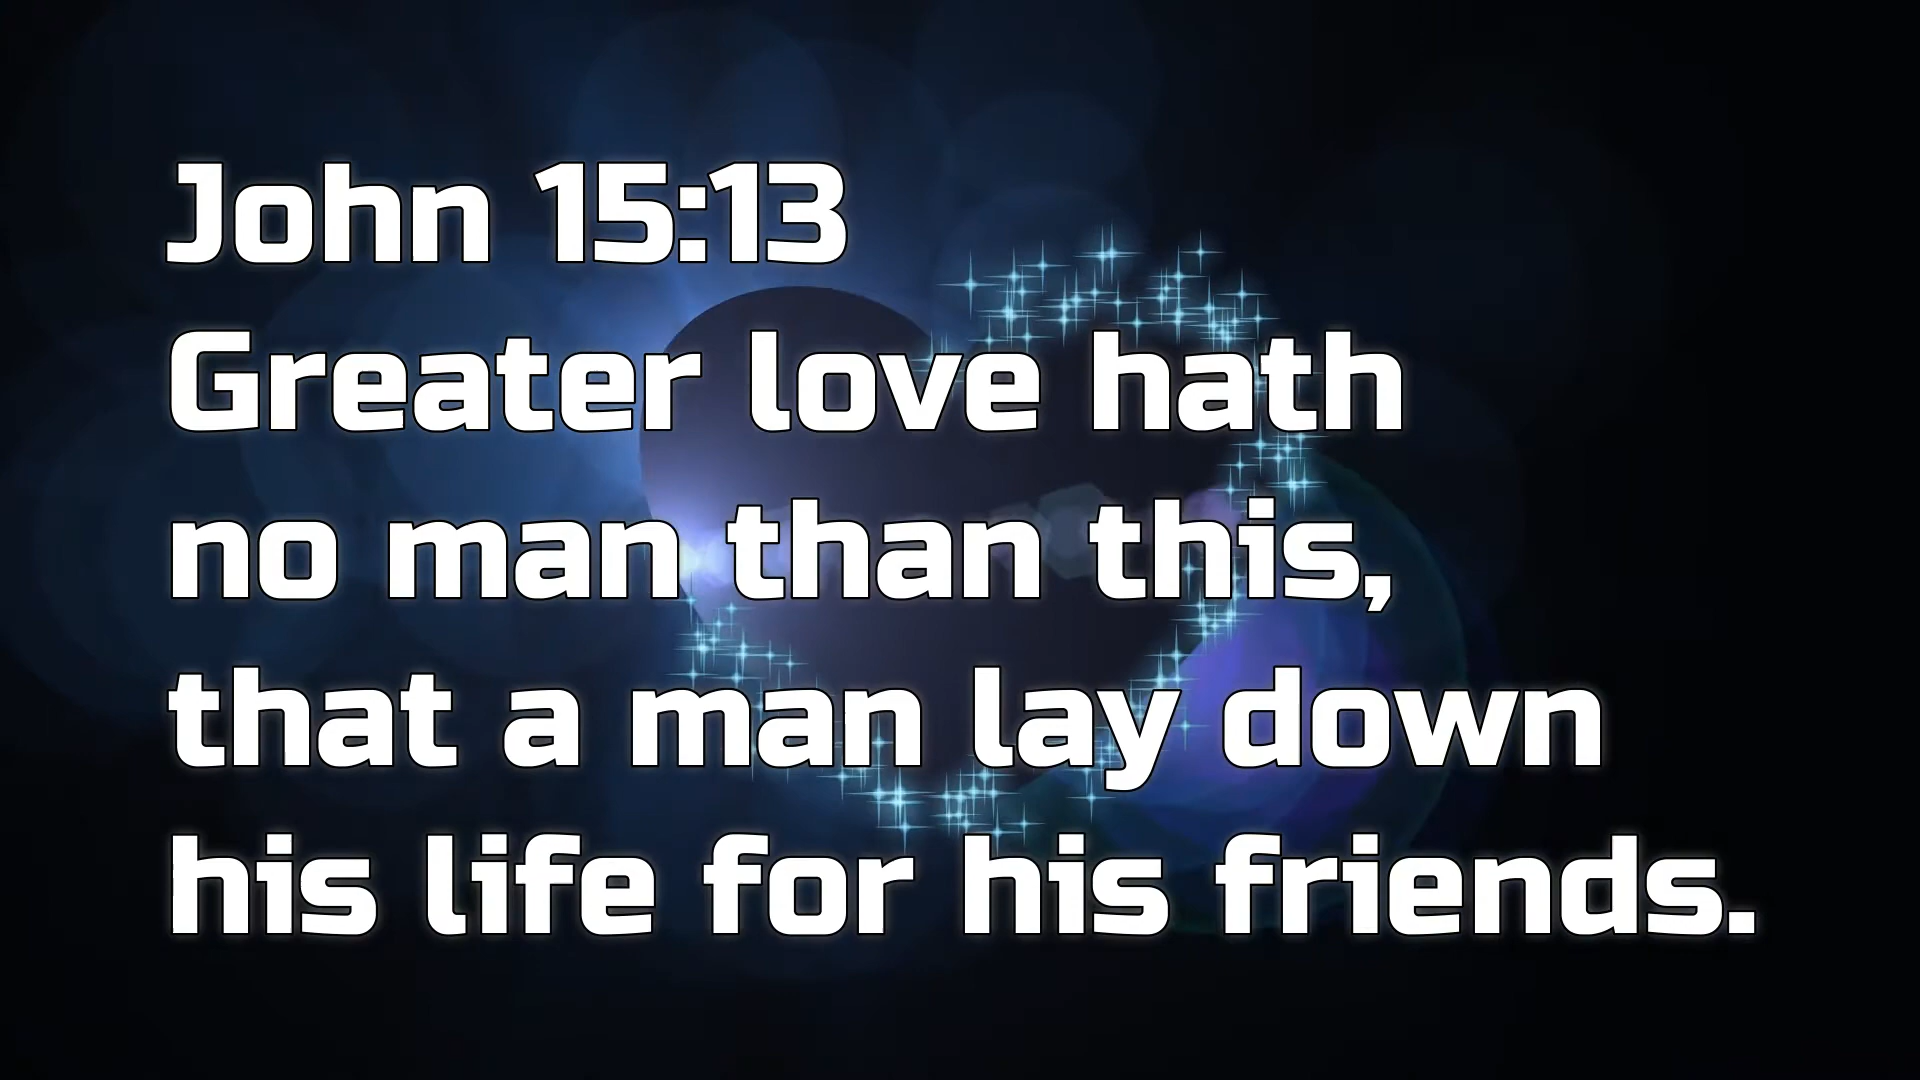 John 15:13
Greater love hath
no man than this,
that a man lay down
his life for his friends.